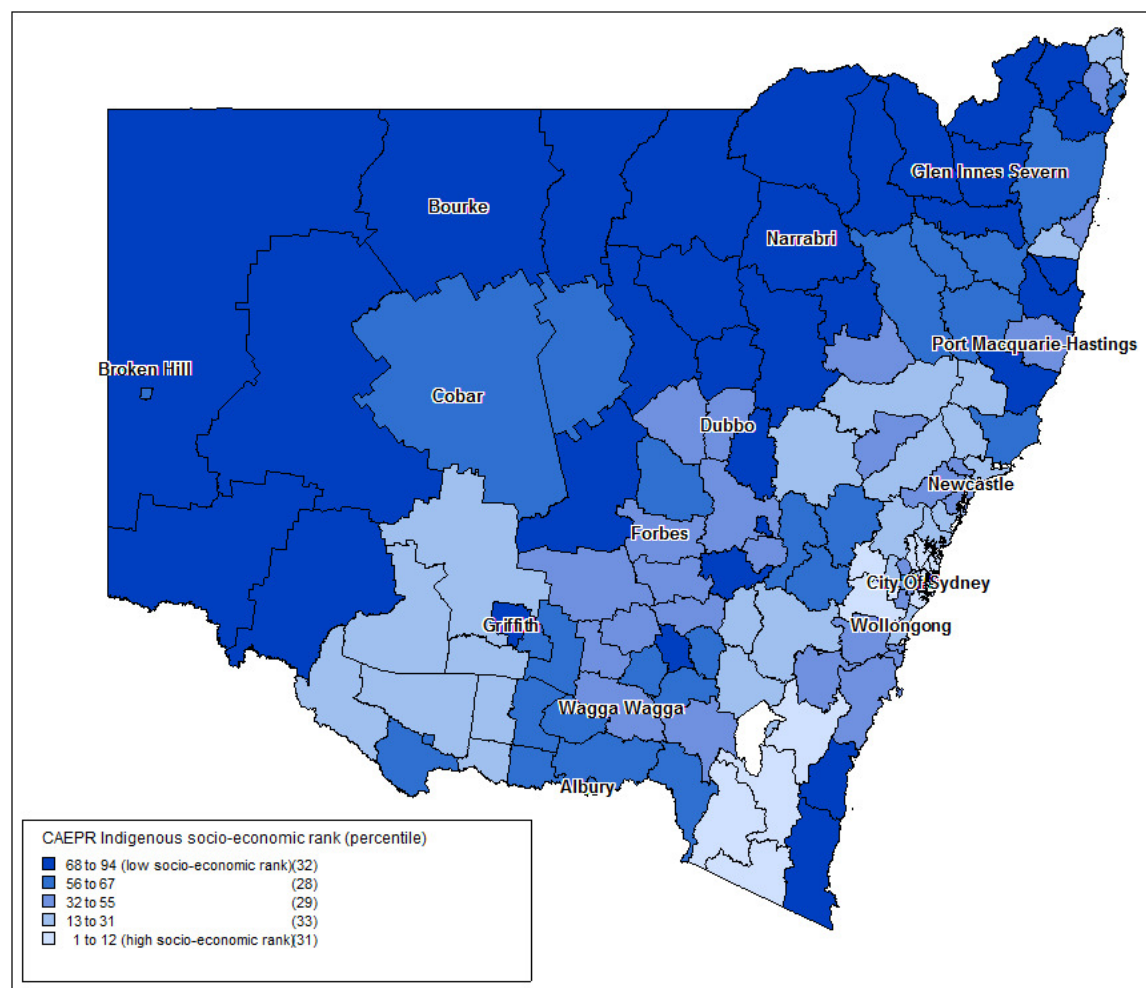 Glen Innes Severn
Bourke
Narrabri
Port Macquarie-Hastings
Broken Hill
Cobar
Dubbo
Newcastle
Forbes
City Of Sydney
Griffith
Wollongong
Wagga Wagga
Albury
CAEPR Indigenous socio-economic rank (percentile)
68 to 94 (low socio-economic rank)(32)
56 to 67 (28)
32 to 55 (29)
13 to 31 (33)
1 to 12 (high socio-economic rank)(31)